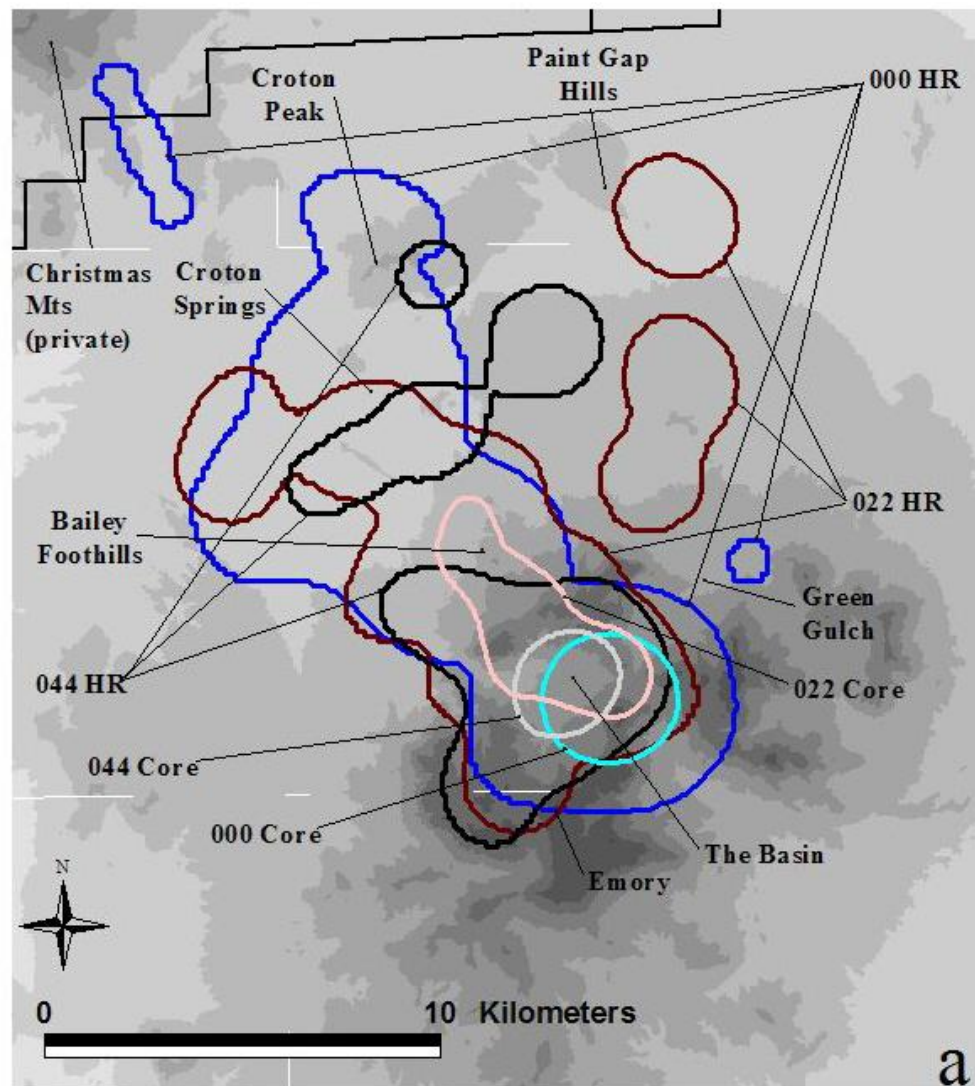 Croton
Peak
Paint Gap
Hills
000 HR
Christmas
Mts
(private)
Croton
Springs
Bailey
Foothills
022 HR
Green
Gulch
044 HR
022 Core
044 Core
000 Core
The Basin
Emory
N
0
10 Kilometers
a